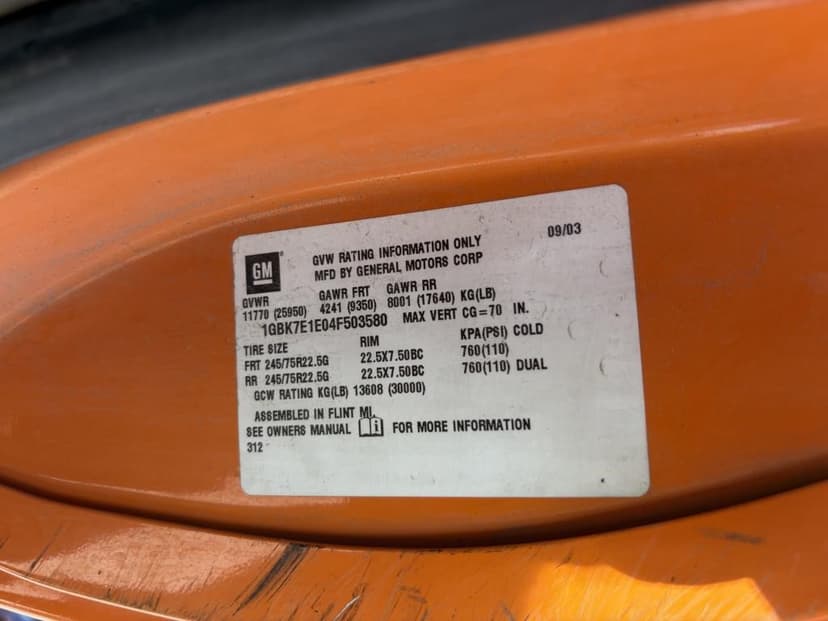 GM
GVW RATING INFORMATION ONLY
MFD BY GENERAL MOTORS CORP
09/03
GVWR GAWR FRT GAWR RR
11770 (25950) 4241 (9350) 8001 (17640) KG(LB)
1GBK7E1E04F503580 MAX VERT CG=70 IN.
TIRE SIZE RIM KPA(PSI) COLD
FRT 245/75R22.5G 22.5X7.50BC 760(110)
RR 245/75R22.5G 22.5X7.50BC 760(110) DUAL
GCW RATING KG(LB) 13608 (30000)
ASSEMBLED IN FLINT MI.
SEE OWNERS MANUAL i FOR MORE INFORMATION
312